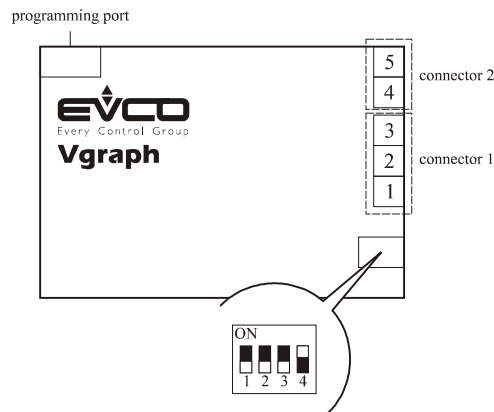 programming port
5
4
connector 2
EVCO
Every Control Group
Vgraph
3
2
1
connector 1
ON
1 2 3 4